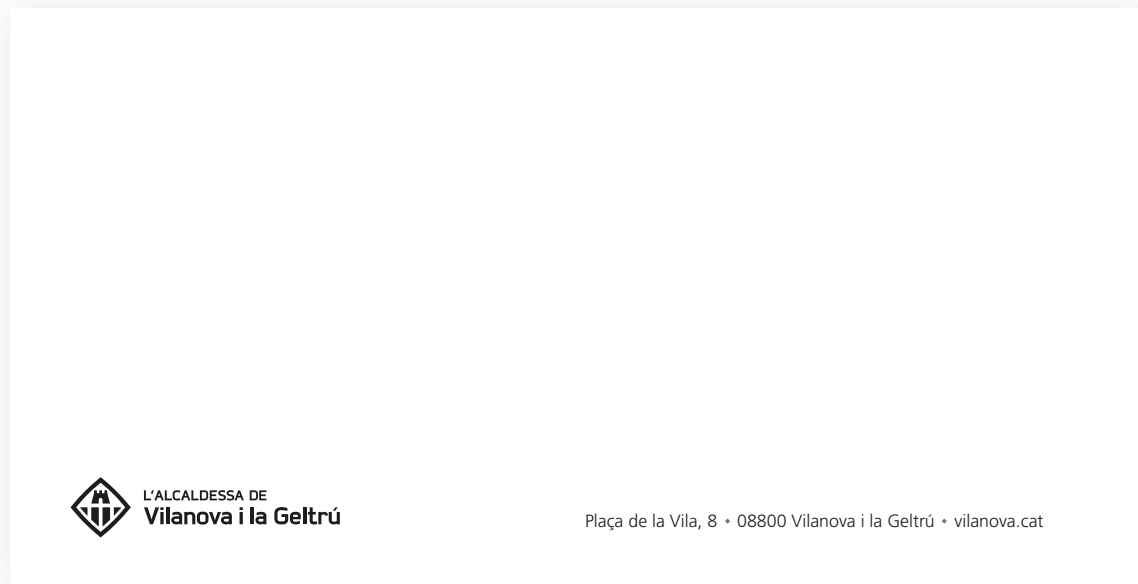 L'ALCALDESSA DE
Vilanova i la Geltrú
Plaça de la Vila, 8 • 08800 Vilanova i la Geltrú • vilanova.cat